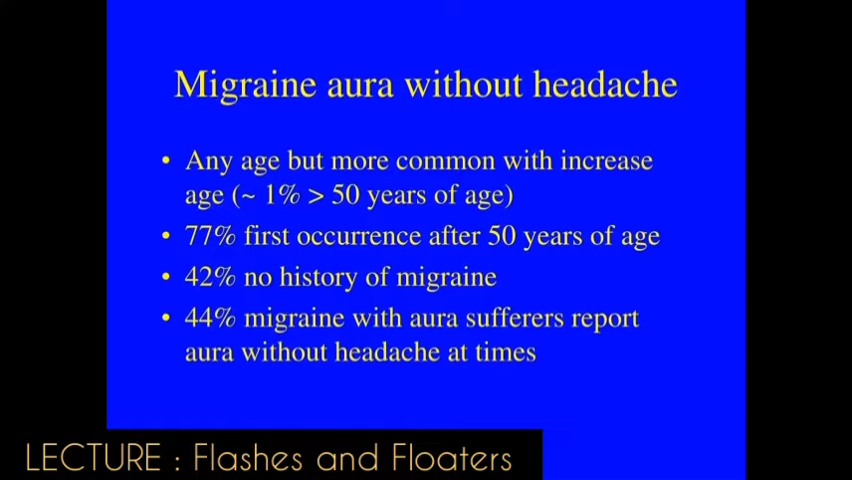 Migraine aura without headache
• Any age but more common with increase
age (~ 1% > 50 years of age)
• 77% first occurrence after 50 years of age
• 42% no history of migraine
• 44% migraine with aura sufferers report
aura without headache at times
LECTURE : Flashes and Floaters